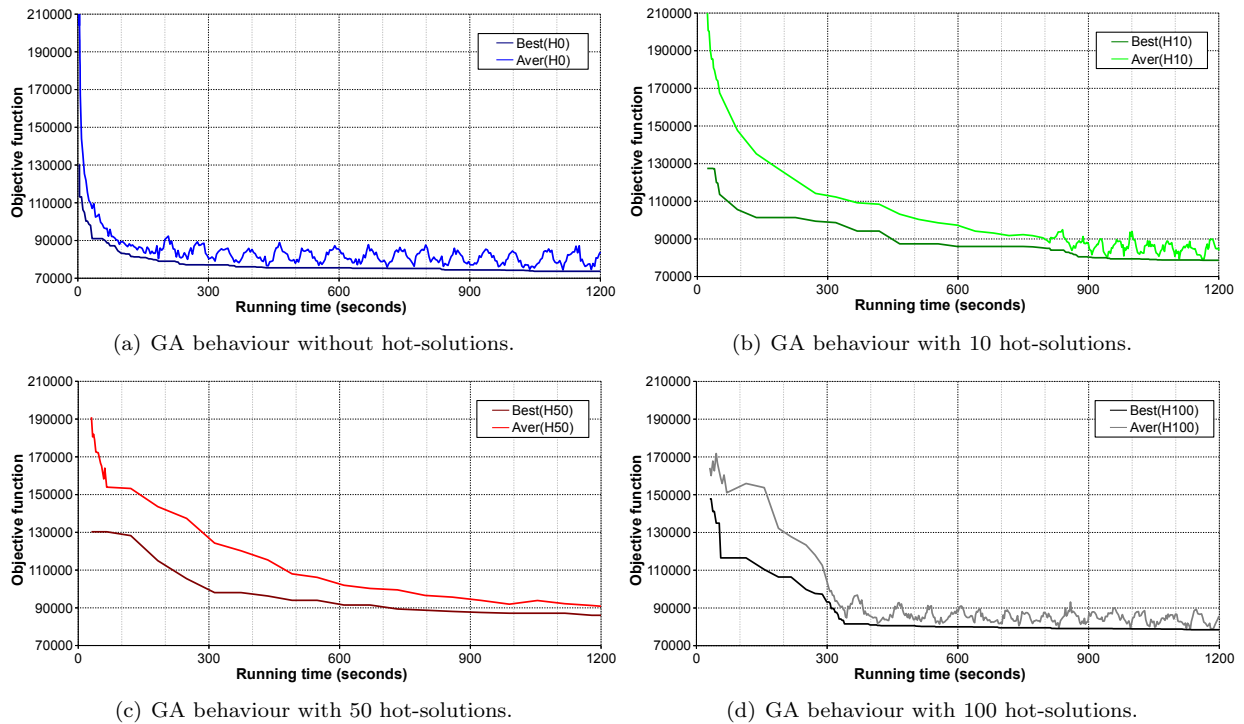 210000
190000
170000
150000
130000
110000
90000
70000
Objective function
Best(H0)
Aver(H0)
0
300
600
900
1200
Running time (seconds)
(a) GA behaviour without hot-solutions.
210000
190000
170000
150000
130000
110000
90000
70000
Objective function
Best(H10)
Aver(H10)
0
300
600
900
1200
Running time (seconds)
(b) GA behaviour with 10 hot-solutions.
210000
190000
170000
150000
130000
110000
90000
70000
Objective function
Best(H50)
Aver(H50)
0
300
600
900
1200
Running time (seconds)
(c) GA behaviour with 50 hot-solutions.
210000
190000
170000
150000
130000
110000
90000
70000
Objective function
Best(H100)
Aver(H100)
0
300
600
900
1200
Running time (seconds)
(d) GA behaviour with 100 hot-solutions.